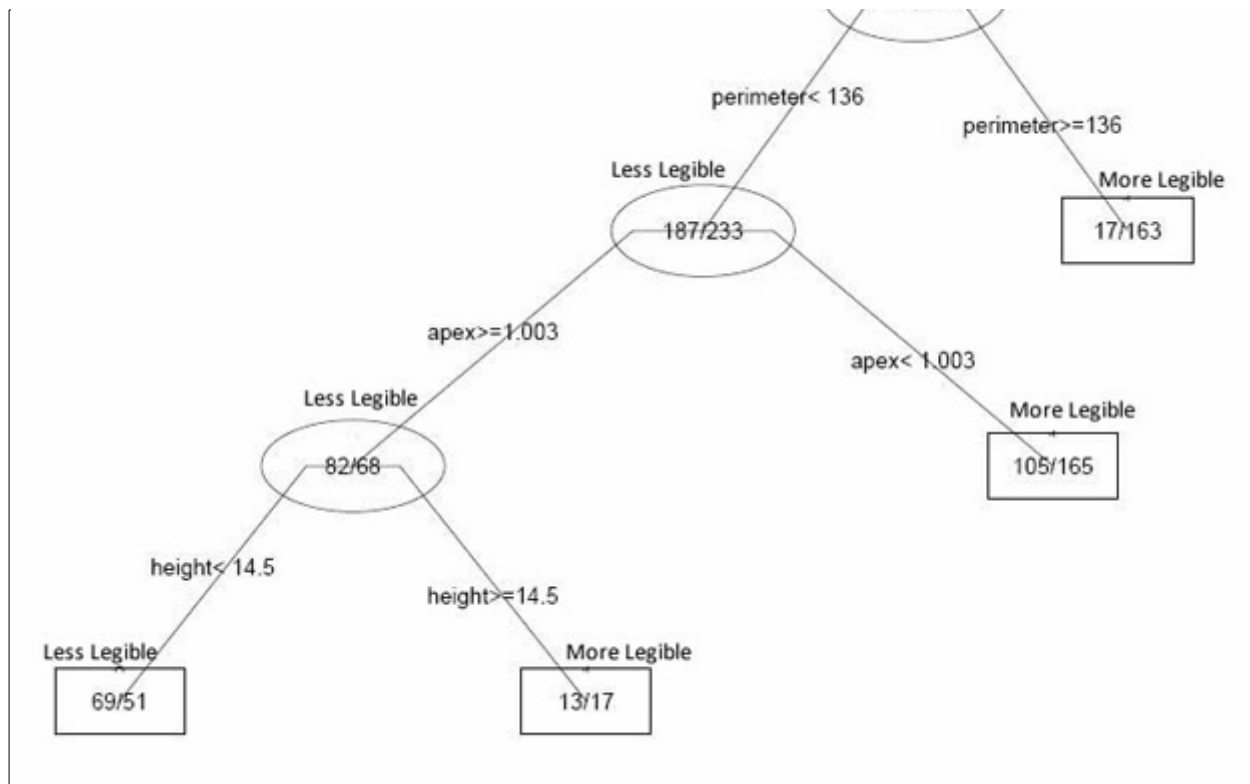 perimeter< 136
perimeter>=136
Less Legible
More Legible
187/233
17/163
apex>=1.003
apex< 1.003
Less Legible
More Legible
82/68
105/165
height< 14.5
height>=14.5
Less Legible
More Legible
69/51
13/17